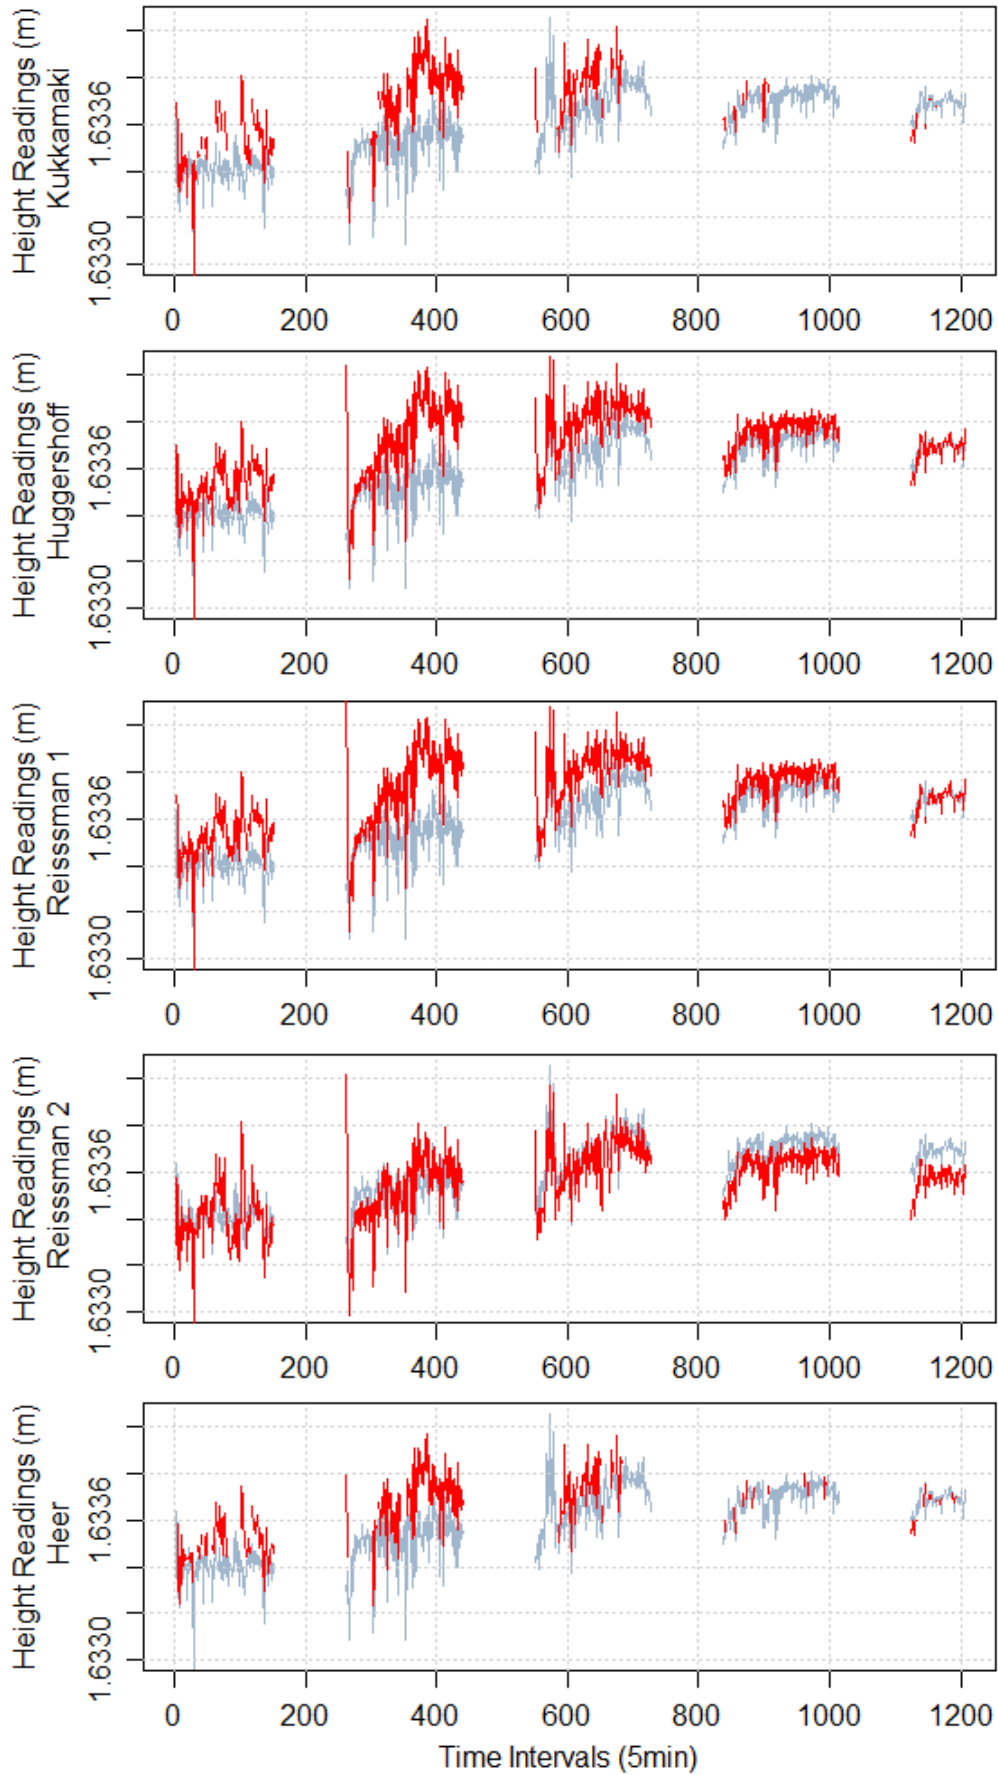 Height Readings (m)
Kukkamaki
1.6330 1.6336
0 200 400 600 800 1000 1200
Height Readings (m)
Huggershoff
1.6330 1.6336
0 200 400 600 800 1000 1200
Height Readings (m)
Reisssman 1
1.6330 1.6336
0 200 400 600 800 1000 1200
Height Readings (m)
Reisssman 2
1.6330 1.6336
0 200 400 600 800 1000 1200
Height Readings (m)
Heer
1.6330 1.6336
0 200 400 600 800 1000 1200
Time Intervals (5min)